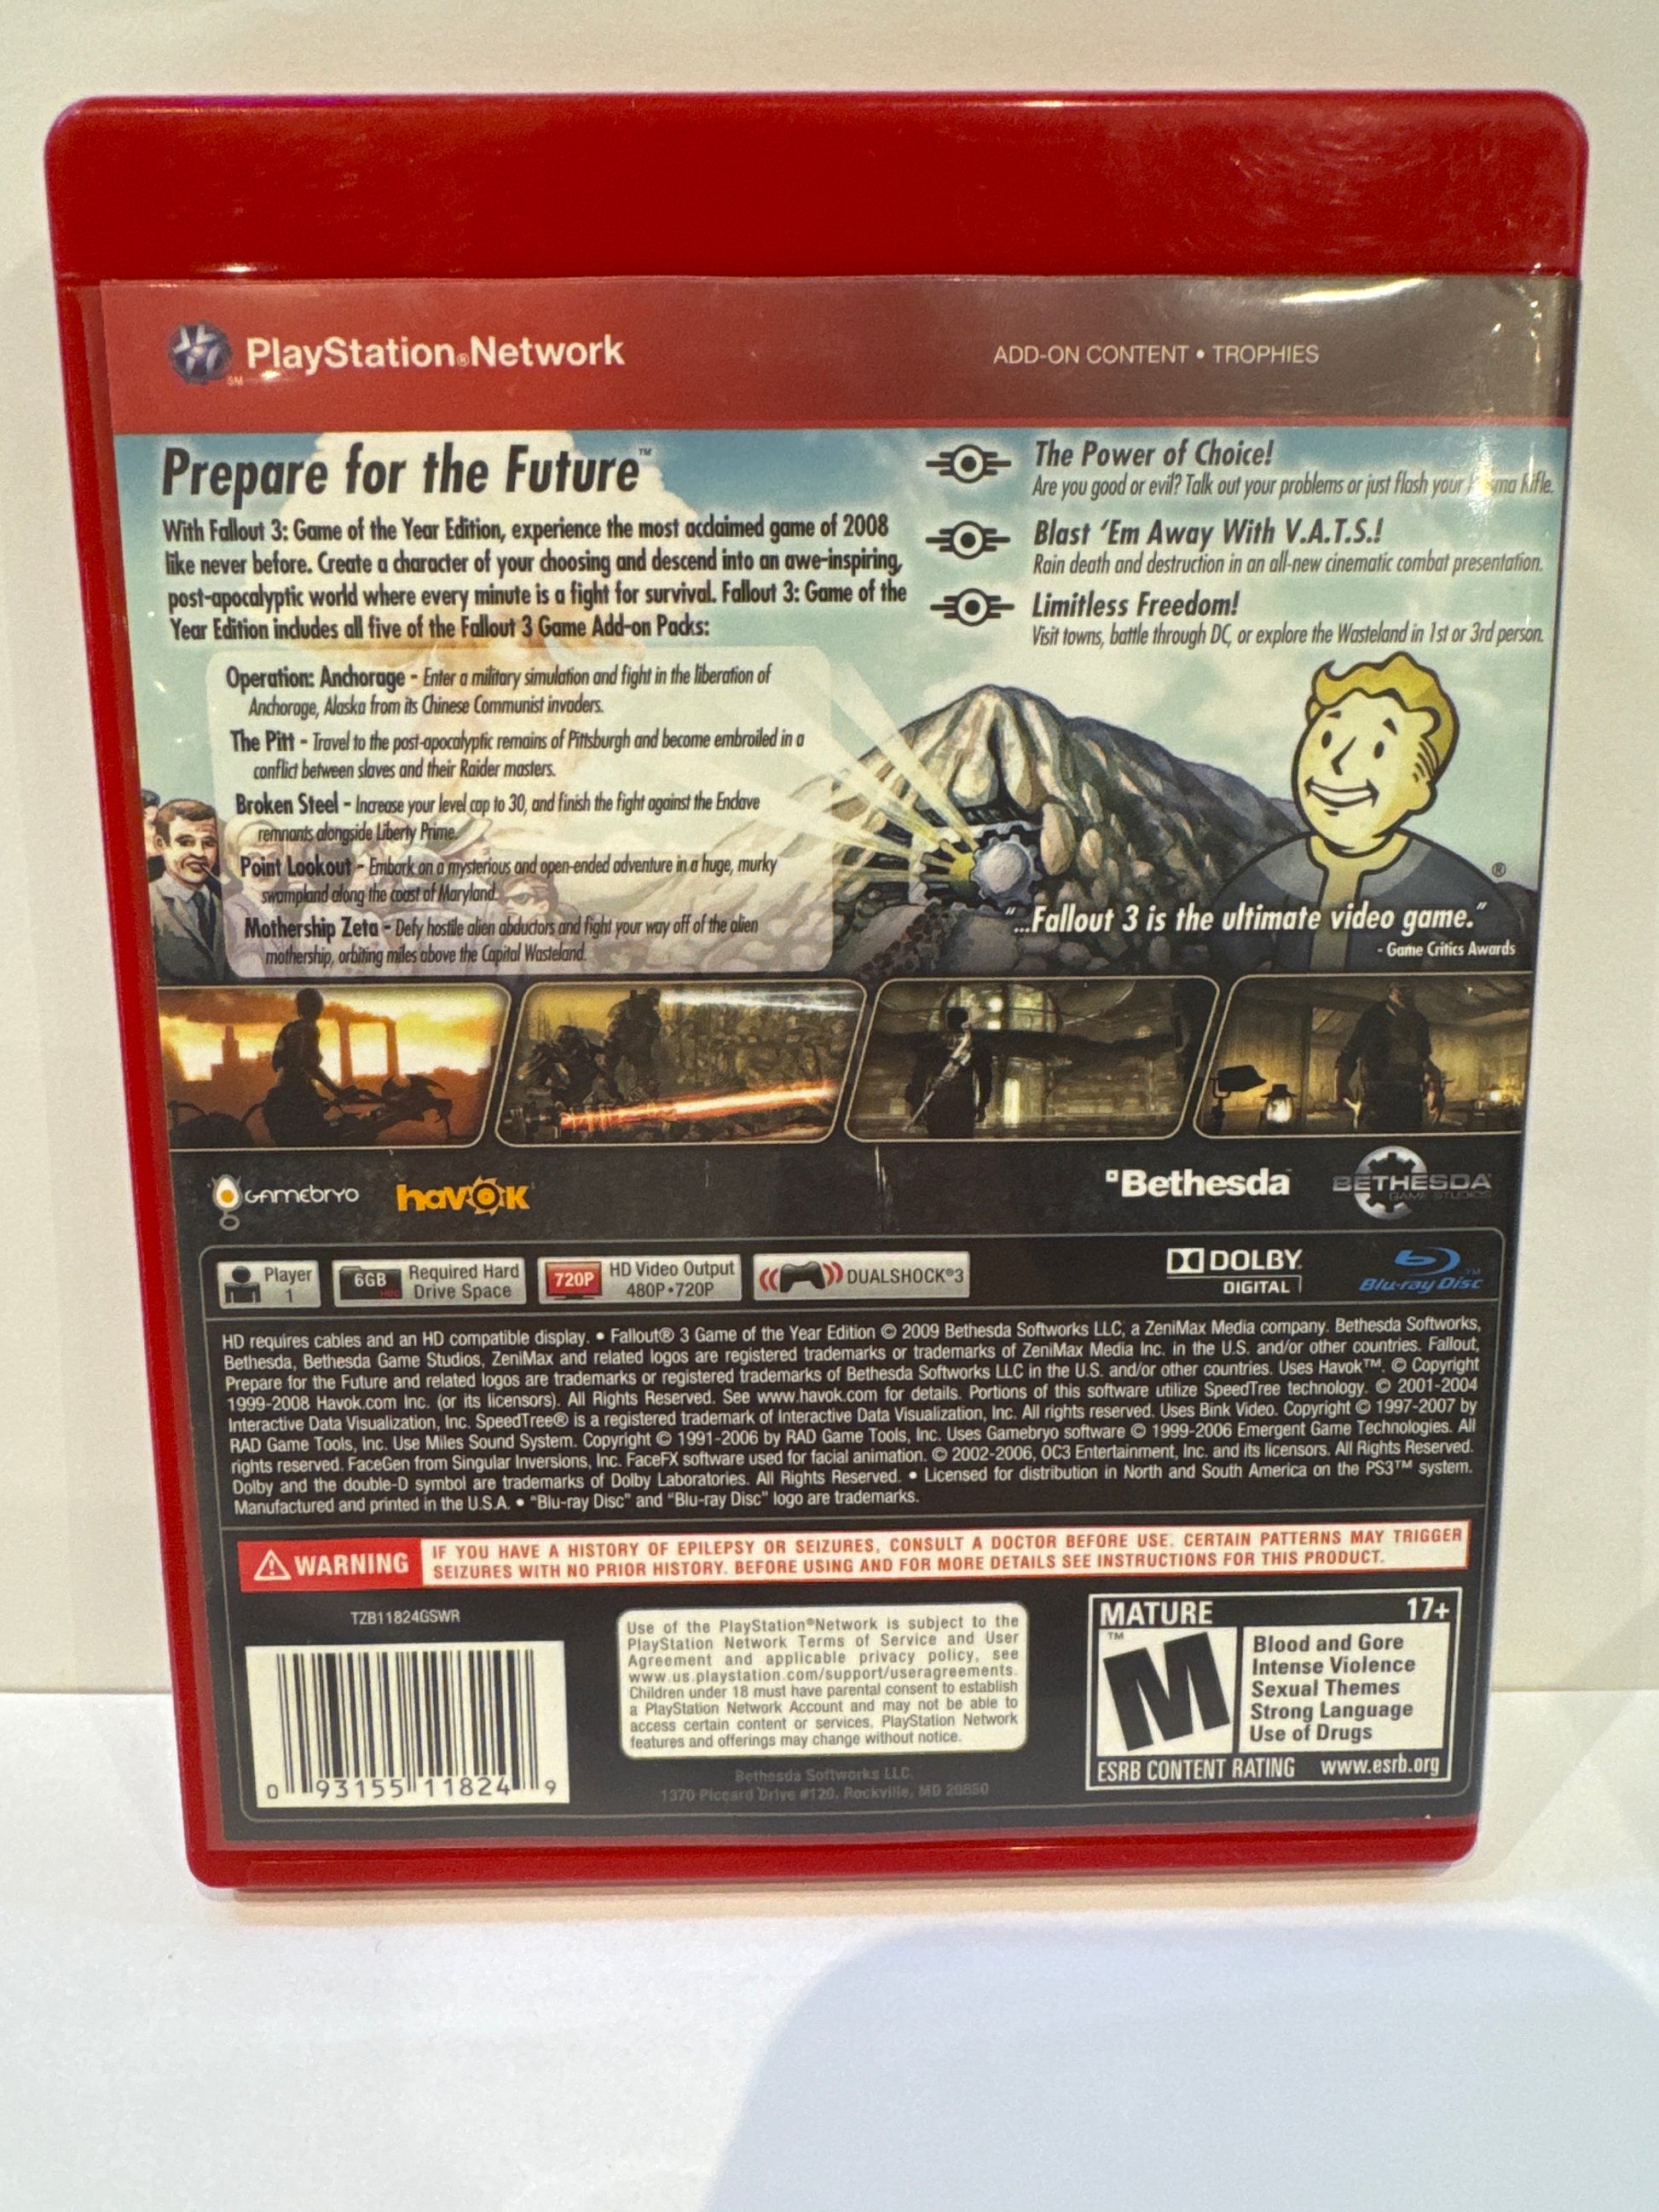 PlayStation®Network
SM
ADD-ON CONTENT • TROPHIES
Prepare for the Future™
With Fallout 3: Game of the Year Edition, experience the most acclaimed game of 2008
like never before. Create a character of your choosing and descend into an awe-inspiring,
post-apocalyptic world where every minute is a fight for survival. Fallout 3: Game of the
Year Edition includes all five of the Fallout 3 Game Add-on Packs:
Operation: Anchorage - Enter a military simulation and fight in the liberation of
Anchorage, Alaska from its Chinese Communist invaders.
The Pitt - Travel to the post-apocalyptic remains of Pittsburgh and become embroiled in a
conflict between slaves and their Raider masters.
Broken Steel - Increase your level cap to 30, and finish the fight against the Enclave
remnants alongside Liberty Prime.
Point Lookout - Embark on a mysterious and open-ended adventure in a huge, murky
swampland along the coast of Maryland.
Mothership Zeta - Defy hostile alien abductors and fight your way off of the alien
mothership, orbiting miles above the Capital Wasteland.
The Power of Choice!
Are you good or evil? Talk out your problems or just flash your Rifle.
Blast 'Em Away With V.A.T.S.!
Rain death and destruction in an all-new cinematic combat presentation.
Limitless Freedom!
Visit towns, battle through DC, or explore the Wasteland in 1st or 3rd person.
®
"...Fallout 3 is the ultimate video game."
- Game Critics Awards
GAMEBRYO
havok
Bethesda
BETHESDA
GAME STUDIOS
Player
1
6GB
HDD
Required Hard
Drive Space
720P
HD Video Output
480P•720P
DUALSHOCK®3
DOLBY
DIGITAL
Blu-ray Disc™
HD requires cables and an HD compatible display. • Fallout® 3 Game of the Year Edition © 2009 Bethesda Softworks LLC, a ZeniMax Media company. Bethesda Softworks,
Bethesda, Bethesda Game Studios, ZeniMax and related logos are registered trademarks or trademarks of ZeniMax Media Inc. in the U.S. and/or other countries. Fallout,
Prepare for the Future and related logos are trademarks or registered trademarks of Bethesda Softworks LLC in the U.S. and/or other countries. Uses Havok™. © Copyright
1999-2008 Havok.com Inc. (or its licensors). All Rights Reserved. See www.havok.com for details. Portions of this software utilize SpeedTree technology. © 2001-2004
Interactive Data Visualization, Inc. SpeedTree® is a registered trademark of Interactive Data Visualization, Inc. All rights reserved. Uses Bink Video. Copyright © 1997-2007 by
RAD Game Tools, Inc. Use Miles Sound System. Copyright © 1991-2006 by RAD Game Tools, Inc. Uses Gamebryo software © 1999-2006 Emergent Game Technologies. All
rights reserved. FaceGen from Singular Inversions, Inc. FaceFX software used for facial animation. © 2002-2006, OC3 Entertainment, Inc. and its licensors. All Rights Reserved.
Dolby and the double-D symbol are trademarks of Dolby Laboratories. All Rights Reserved. • Licensed for distribution in North and South America on the PS3™ system.
Manufactured and printed in the U.S.A. • "Blu-ray Disc" and "Blu-ray Disc" logo are trademarks.
WARNING
IF YOU HAVE A HISTORY OF EPILEPSY OR SEIZURES, CONSULT A DOCTOR BEFORE USE. CERTAIN PATTERNS MAY TRIGGER
SEIZURES WITH NO PRIOR HISTORY. BEFORE USING AND FOR MORE DETAILS SEE INSTRUCTIONS FOR THIS PRODUCT.
TZB11824GSWR
0 93155 11824 9
Use of the PlayStation®Network is subject to the
PlayStation Network Terms of Service and User
Agreement and applicable privacy policy, see
www.us.playstation.com/support/useragreements.
Children under 18 must have parental consent to establish
a PlayStation Network Account and may not be able to
access certain content or services. PlayStation Network
features and offerings may change without notice.
Bethesda Softworks LLC.
1370 Piccard Drive #120, Rockville, MD 20850
MATURE 17+
™
M
Blood and Gore
Intense Violence
Sexual Themes
Strong Language
Use of Drugs
ESRB CONTENT RATING www.esrb.org